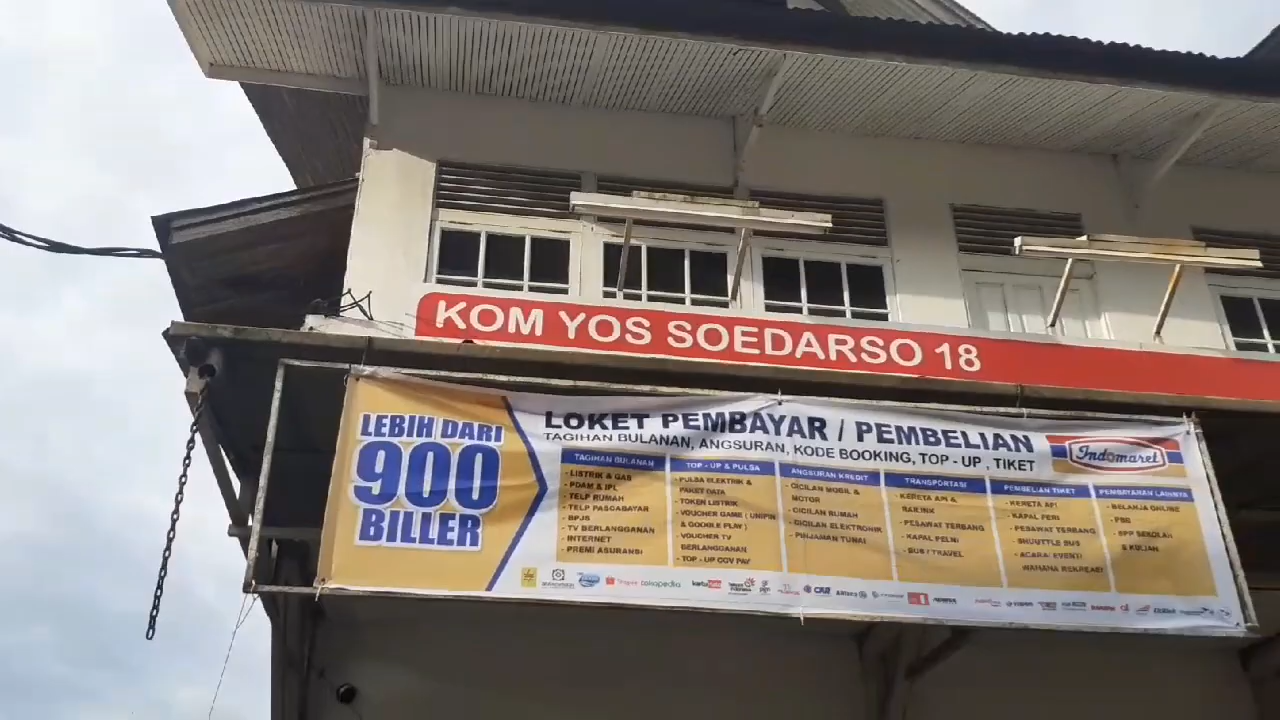 KOM YOS SOEDARSO 18
LEBIH DARI
900
BILLER
LOKET PEMBAYAR / PEMBELIAN
TAGIHAN BULANAN, ANGSURAN, KODE BOOKING, TOP - UP , TIKET
Indomaret
TAGIHAN BULANAN
- LISTRIK & GAS
- PDAM & IPL
- TELP RUMAH
- TELP PASCABAYAR
- BPJS
- TV BERLANGGANAN
- INTERNET
- PREMI ASURANSI
TOP - UP & PULSA
- PULSA ELEKTRIK &
PAKET DATA
- TOKEN LISTRIK
- VOUCHER GAME ( UNIPIN
& GOOGLE PLAY )
- VOUCHER TV
BERLANGGANAN
- TOP - UP GOV PAY
ANGSURAN KREDIT
- CICILAN MOBIL &
MOTOR
- CICILAN RUMAH
- CICILAN ELEKTRONIK
- PINJAMAN TUNAI
TRANSPORTASI
- KERETA API &
RAILINK
- PESAWAT TERBANG
- KAPAL PELNI
- BUS / TRAVEL
PEMBELIAN TIKET
- KERETA API
- KAPAL FERI
- PESAWAT TERBANG
- SHUUTTLE BUS
- ACARA/ EVENT/
WAHANA REKREASI
PEMBAYARAN LAINNYA
- BELANJA ONLINE
- PBB
- SPP SEKOLAH
& KULIAH
Shopee
tokopedia